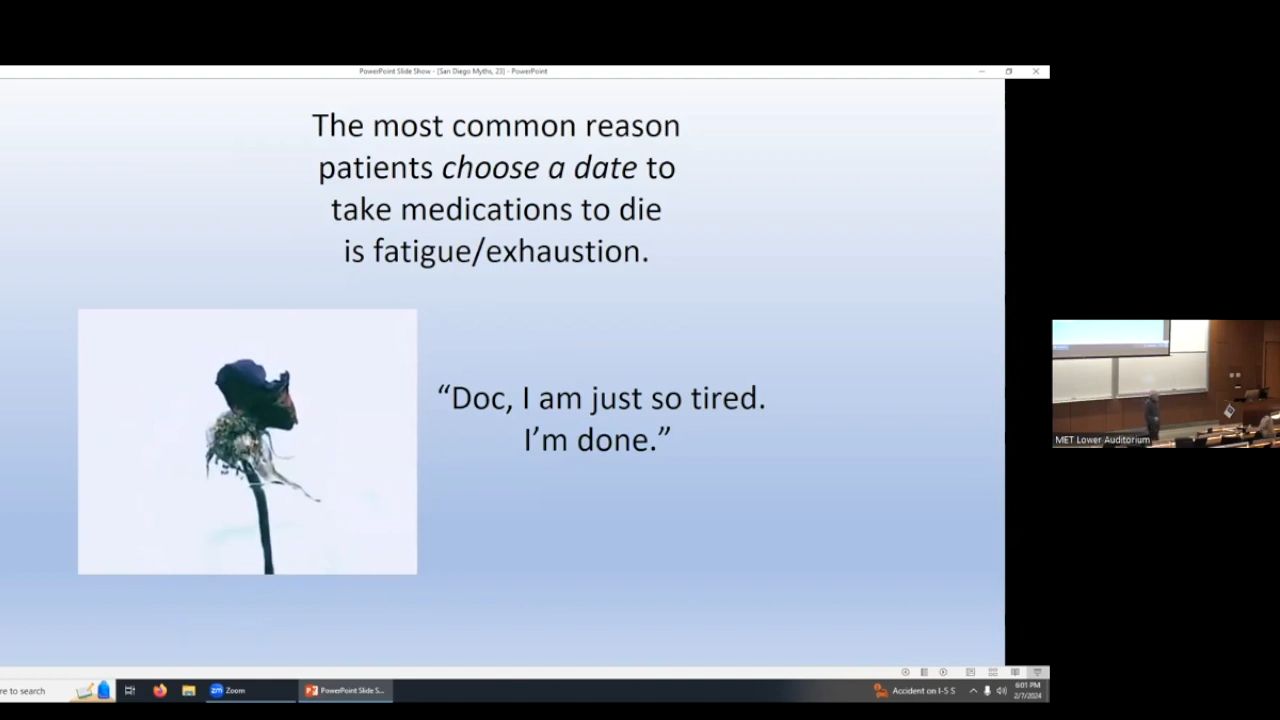 PowerPoint Slide Show - [San Diego Myths, 23] - PowerPoint
The most common reason
patients choose a date to
take medications to die
is fatigue/exhaustion.
“Doc, I am just so tired.
I’m done.”
MET Lower Auditorium
re to search
zm Zoom
PowerPoint Slide S...
Accident on I-5 S
6:01 PM
2/7/2024